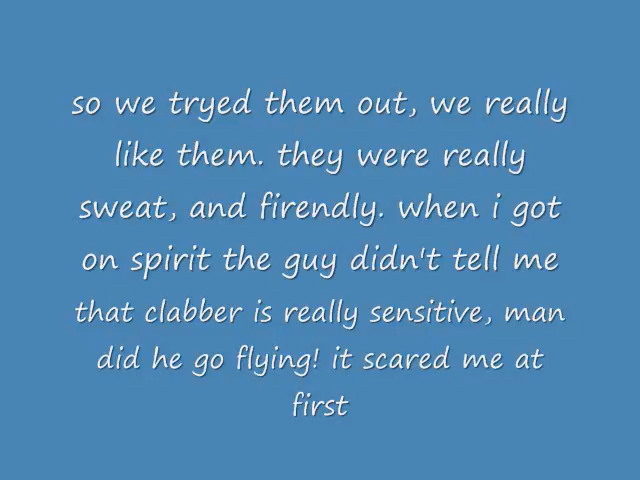 so we tryed them out, we really
like them. they were really
sweat, and firendly. when i got
on spirit the guy didn't tell me
that clabber is really sensitive, man
did he go flying! it scared me at
first